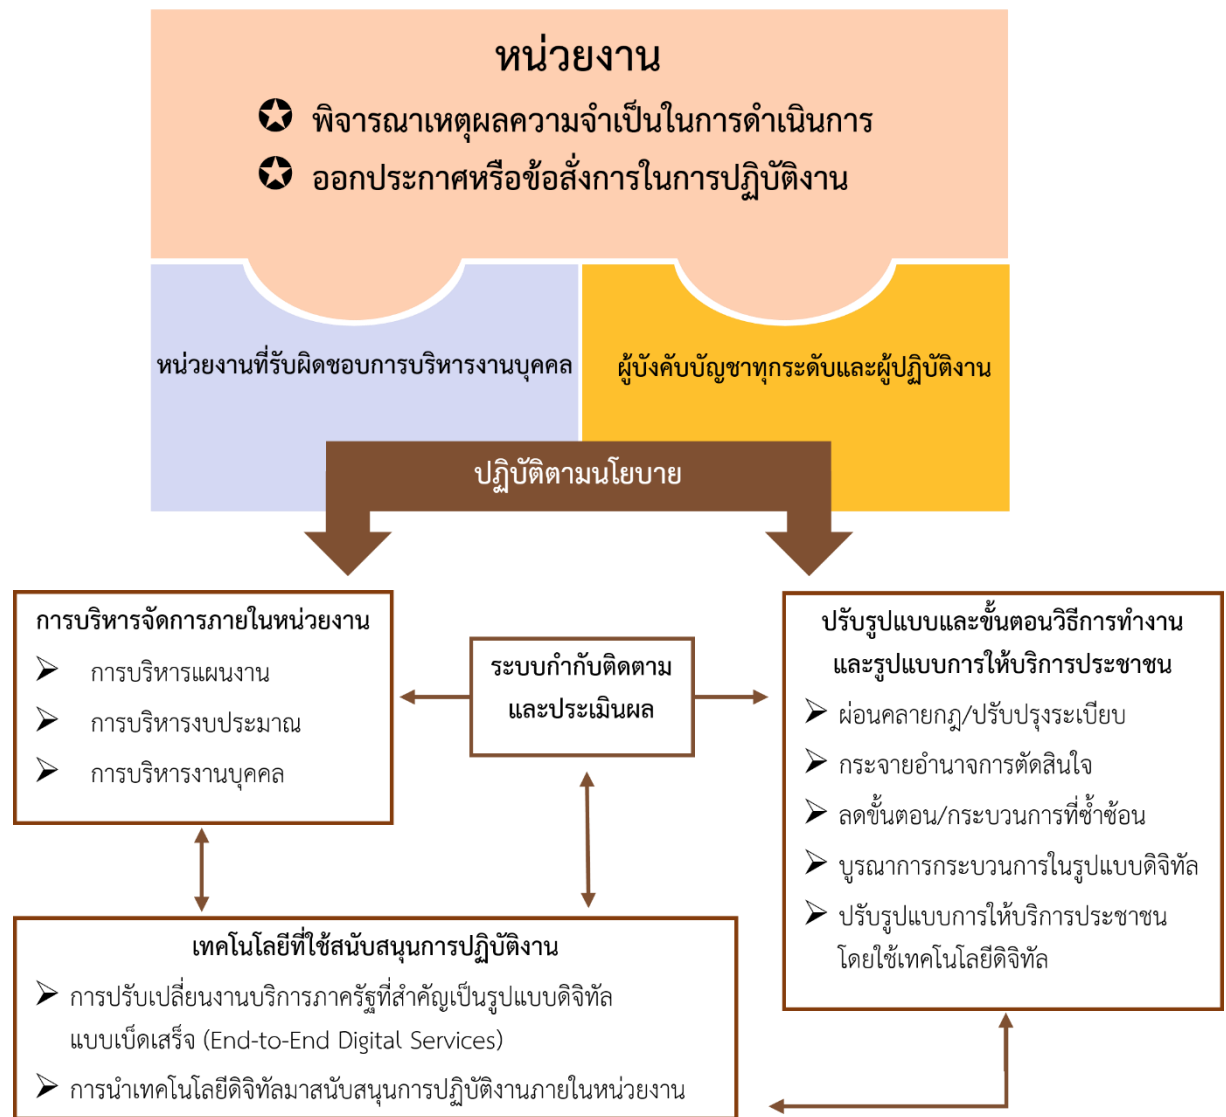 หน่วยงาน
✪ พิจารณาเหตุผลความจำเป็นในการดำเนินการ
✪ ออกประกาศหรือข้อสั่งการในการปฏิบัติงาน
หน่วยงานที่รับผิดชอบการบริหารงานบุคคล
ผู้บังคับบัญชาทุกระดับและผู้ปฏิบัติงาน
ปฏิบัติตามนโยบาย
การบริหารจัดการภายในหน่วยงาน
➢ การบริหารแผนงาน
➢ การบริหารงบประมาณ
➢ การบริหารงานบุคคล
ระบบกำกับติดตาม
และประเมินผล
ปรับรูปแบบและขั้นตอนวิธีการทำงาน
และรูปแบบการให้บริการประชาชน
➢ ผ่อนคลายกฎ/ปรับปรุงระเบียบ
➢ กระจายอำนาจการตัดสินใจ
➢ ลดขั้นตอน/กระบวนการที่ซ้ำซ้อน
➢ บูรณาการกระบวนการในรูปแบบดิจิทัล
➢ ปรับรูปแบบการให้บริการประชาชน
โดยใช้เทคโนโลยีดิจิทัล
เทคโนโลยีที่ใช้สนับสนุนการปฏิบัติงาน
➢ การปรับเปลี่ยนงานบริการภาครัฐที่สำคัญเป็นรูปแบบดิจิทัล
แบบเบ็ดเสร็จ (End-to-End Digital Services)
➢ การนำเทคโนโลยีดิจิทัลมาสนับสนุนการปฏิบัติงานภายในหน่วยงาน